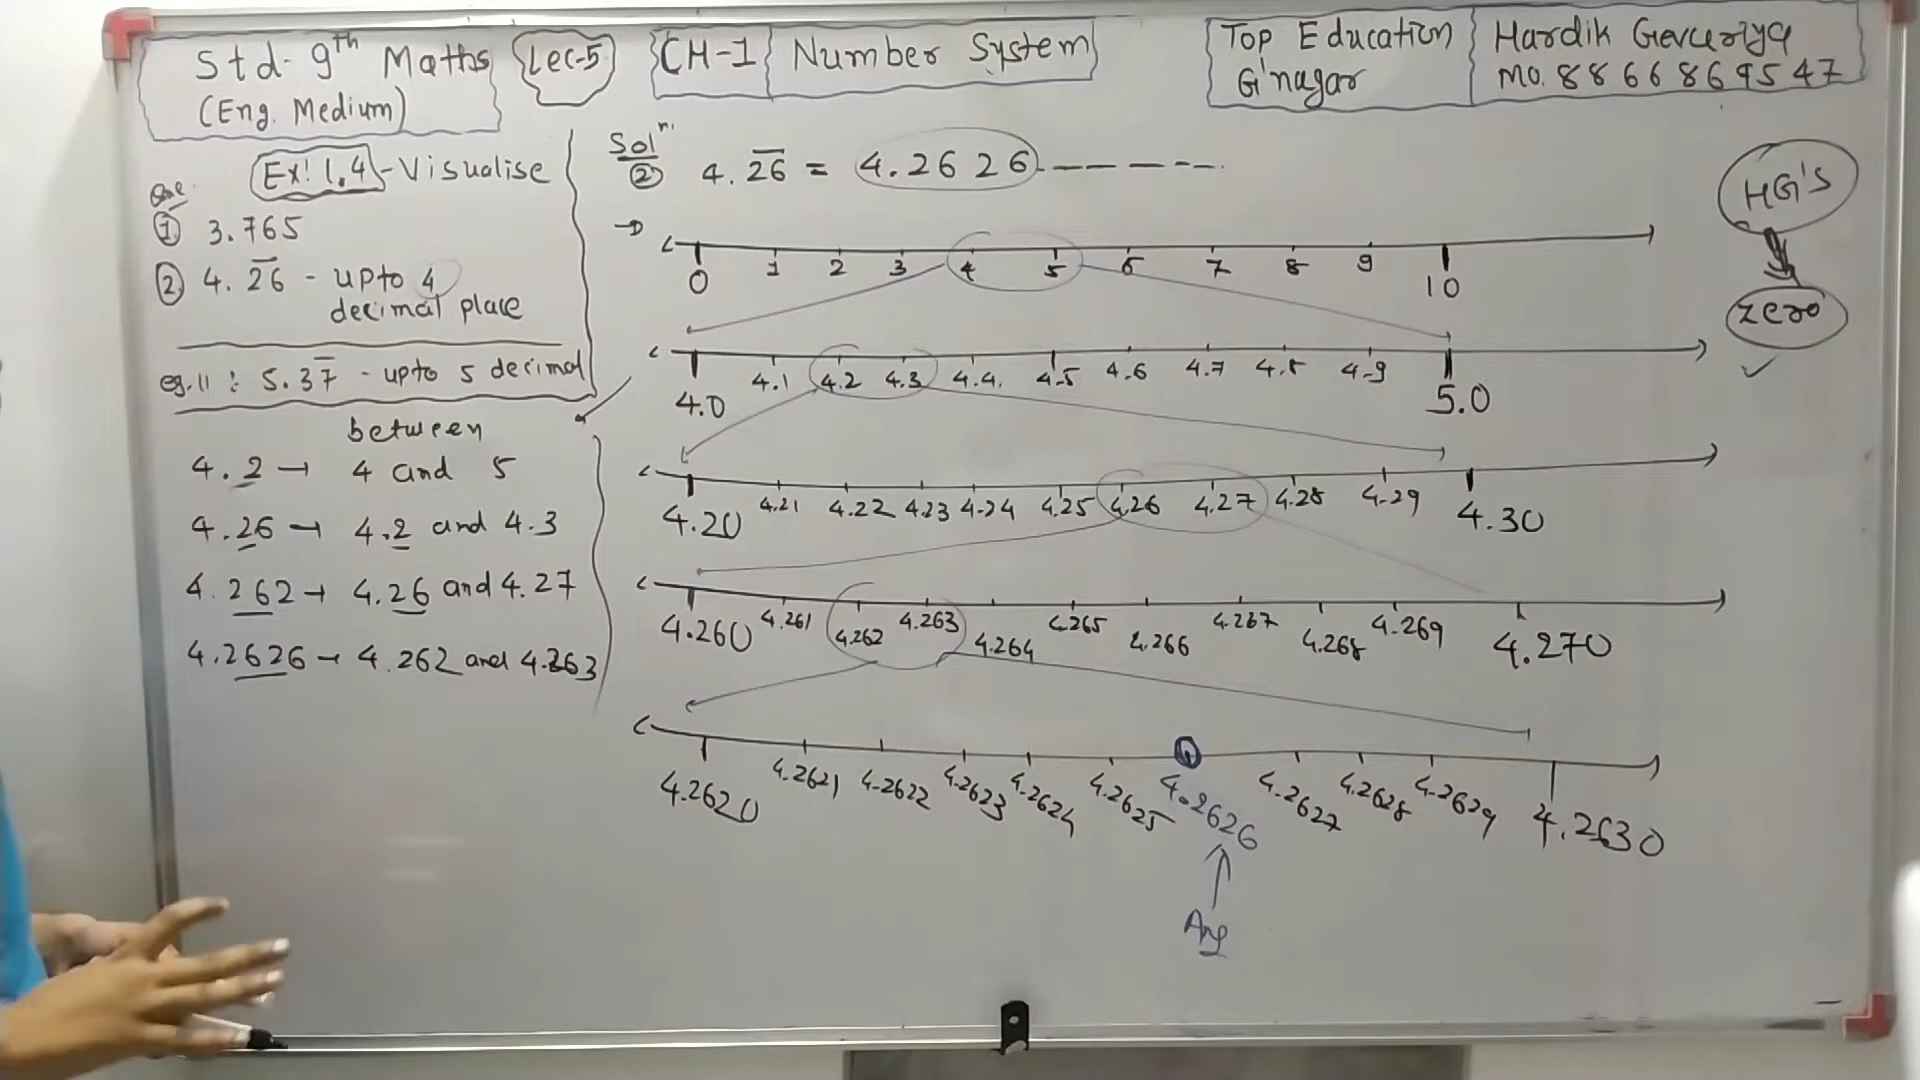 Std. 9th Maths
(Eng. Medium)
Lec-5
CH-1
Number System
Top Education
G'nagar
Hardik Gevariya
Mo. 8866869547
Ex: 1.4 - Visualise
Que.
① 3.765
② 4.2̅6̅ - upto 4
decimal place
eg. 11 : 5.37̅ - upto 5 decimal
between
4.2 → 4 and 5
4.26 → 4.2 and 4.3
4.262 → 4.26 and 4.27
4.2626 → 4.262 and 4.263
Solⁿ.
② 4.2̅6̅ = 4.2626 - - - - - -
0 1 2 3 4 5 6 7 8 9 10
4.0 4.1 4.2 4.3 4.4. 4.5 4.6 4.7 4.8 4.9 5.0
4.20 4.21 4.22 4.23 4.24 4.25 4.26 4.27 4.28 4.29 4.30
4.260 4.261 4.262 4.263 4.264 4.265 4.266 4.267 4.268 4.269 4.270
4.2620 4.2621 4.2622 4.2623 4.2624 4.2625 4.2626 4.2627 4.2628 4.2629 4.2630
Ans
HG's
zero